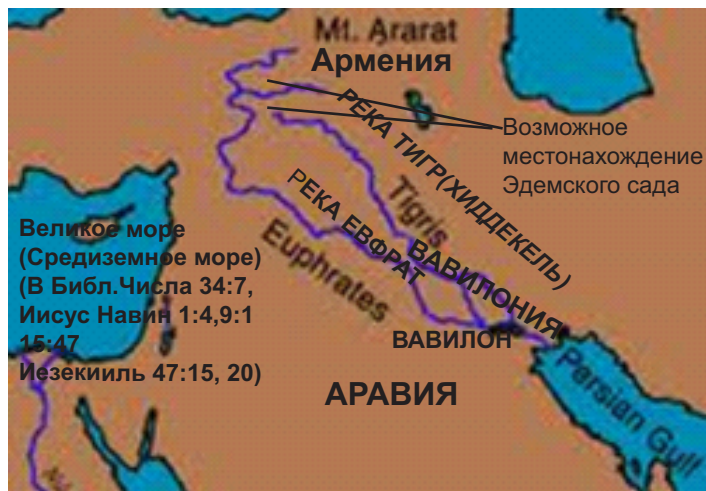 Mt. Ararat
Армения
РЕКА ТИГР(ХИДДЕКЕЛЬ)
Возможное
местонахождение
Эдемского сада
Tigris
РЕКА ЕВФРАТ
Euphrates
ВАВИЛОНИЯ
Великое море
(Средиземное море)
(В Библ.Числа 34:7,
Иисус Навин 1:4,9:1
15:47
Иезекииль 47:15, 20)
ВАВИЛОН
АРАВИЯ
Persian Gulf